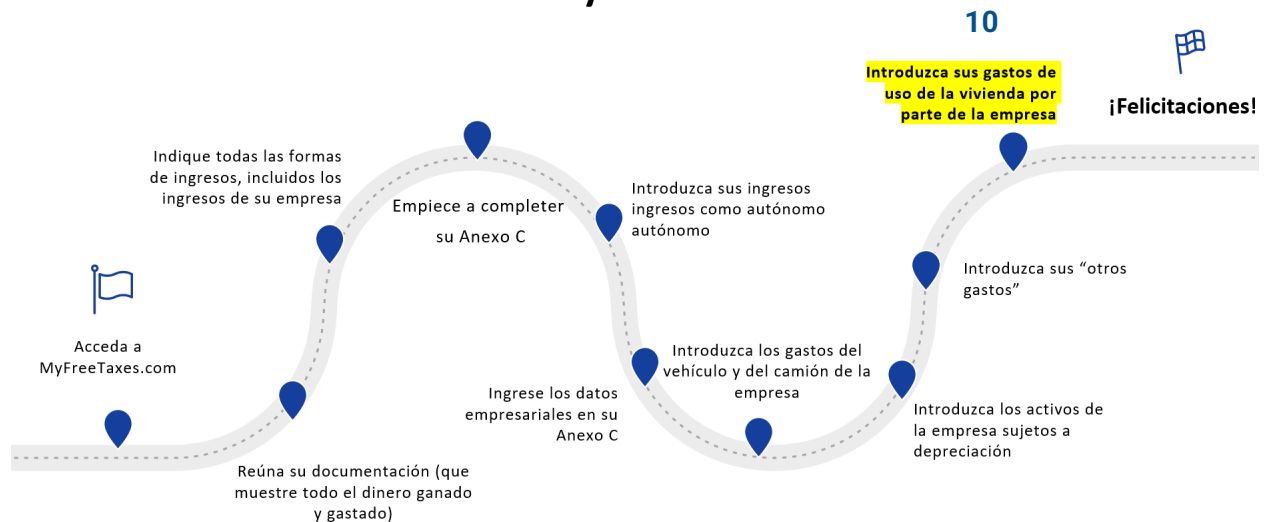 Acceda a
MyFreeTaxes.com
Reúna su documentación (que
muestre todo el dinero ganado
y gastado)
Indique todas las formas
de ingresos, incluidos los
ingresos de su empresa
Empiece a completer
su Anexo C
Introduzca sus ingresos
ingresos como autónomo
autónomo
Ingrese los datos
empresariales en su
Anexo C
Introduzca los gastos del
vehículo y del camión de la
empresa
Introduzca los activos de
la empresa sujetos a
depreciación
Introduzca sus “otros
gastos”
10
Introduzca sus gastos de
uso de la vivienda por
parte de la empresa
¡Felicitaciones!